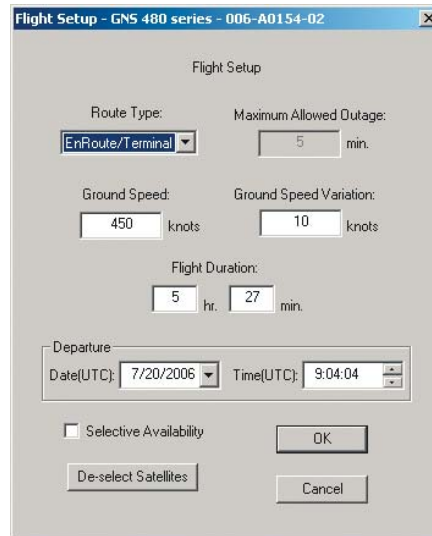 Flight Setup - GNS 480 series - 006-A0154-02
Flight Setup
Route Type: Maximum Allowed Outage:
EnRoute/Terminal 5 min.
Ground Speed: Ground Speed Variation:
450 knots 10 knots
Flight Duration:
5 hr. 27 min.
Departure
Date(UTC): 7/20/2006 Time(UTC): 9:04:04
Selective Availability OK
De-select Satellites Cancel